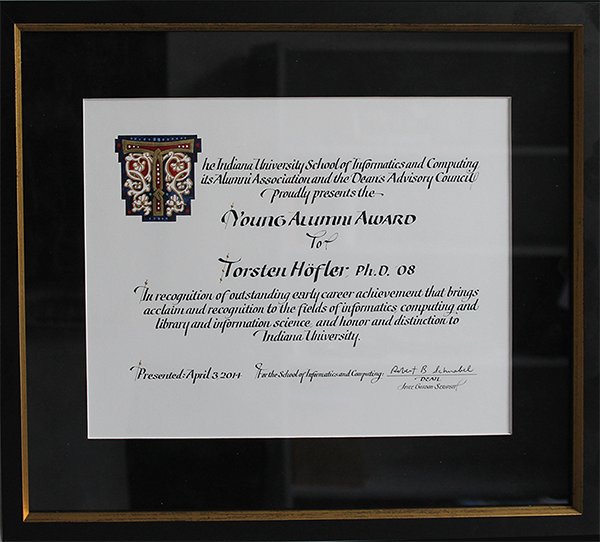 The Indiana University School of Informatics and Computing
its Alumni Association and the Dean's Advisory Council
proudly presents the
Young Alumni Award
To
Torsten Höfler, Ph.D. 08
In recognition of outstanding early career achievement that brings
acclaim and recognition to the fields of informatics computing and
library and information science, and honor and distinction to
Indiana University.
Presented: April 3, 2014 For the School of Informatics and Computing: Robert B Schnabel
DEAN